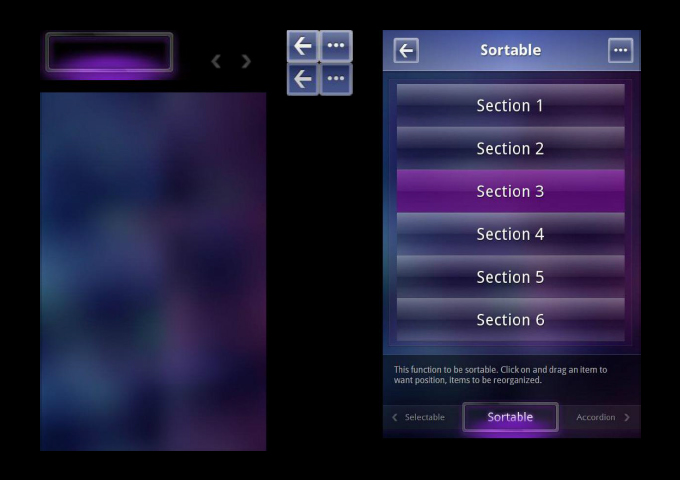 Sortable
Section 1
Section 2
Section 3
Section 4
Section 5
Section 6
This function to be sortable. Click on and drag an item to
want position, items to be reorganized.
Selectable
Sortable
Accordion